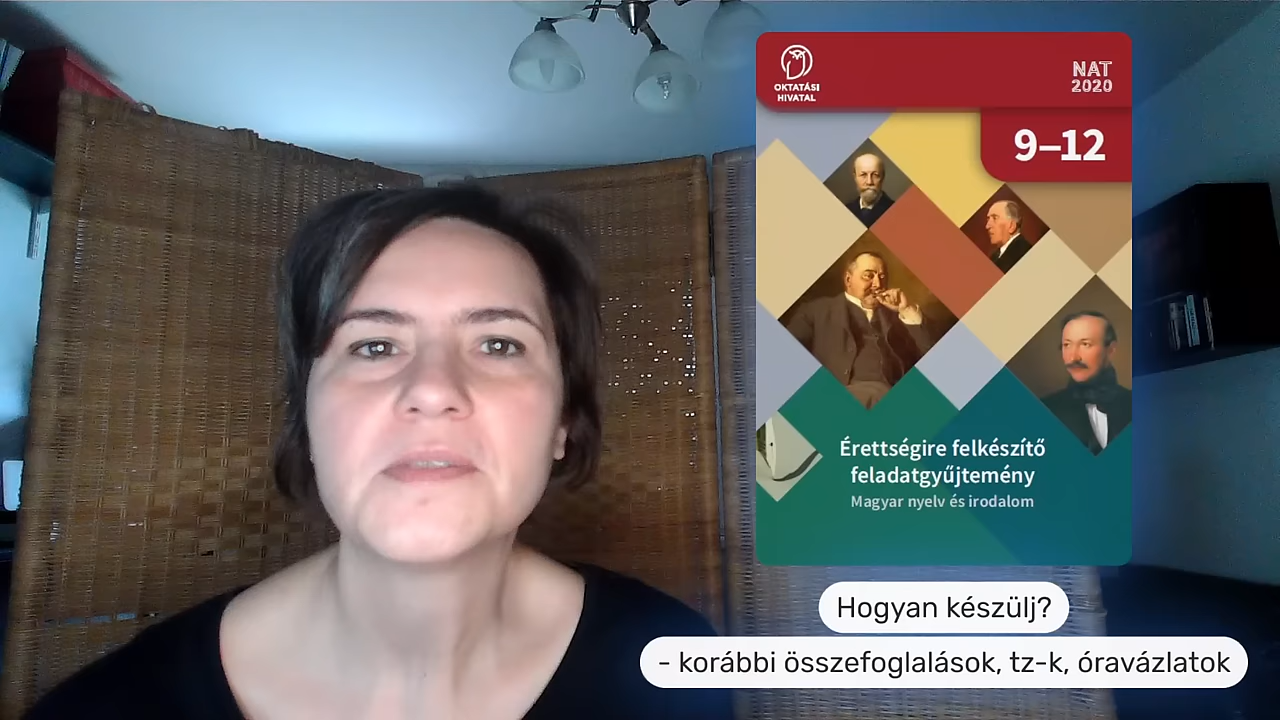 OKTATÁSI
HIVATAL
NAT
2020
9–12
Érettségire felkészítő
feladatgyűjtemény
Magyar nyelv és irodalom
Hogyan készülj?
- korábbi összefoglalások, tz-k, óravázlatok